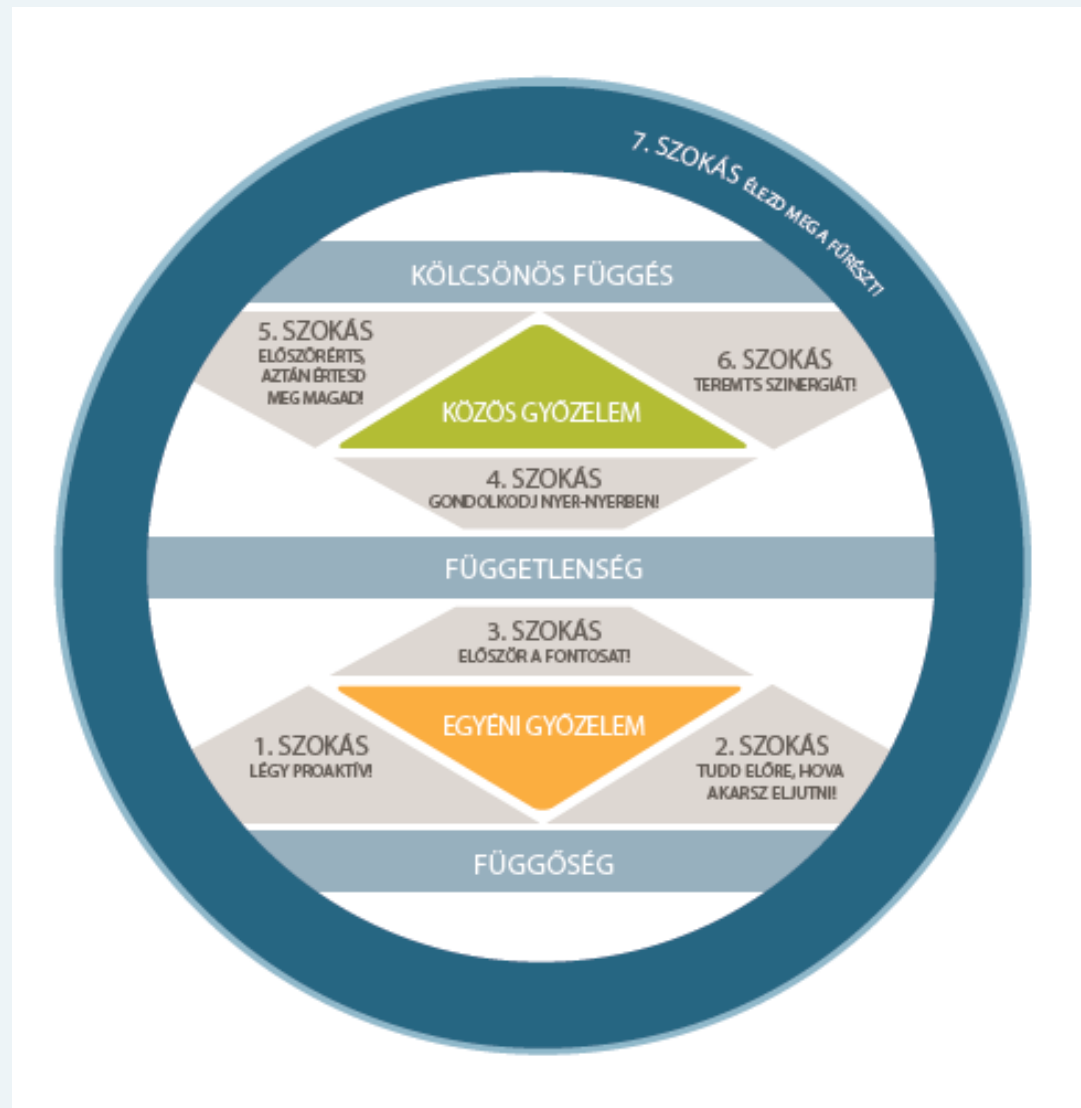 7. SZOKÁS ÉLEZD MEG A FŰRÉSZT!
KÖLCSÖNÖS FÜGGÉS
5. SZOKÁS
ELŐSZÖR ÉRTS,
AZTÁN ÉRTESD
MEG MAGAD!
6. SZOKÁS
TEREMTS SZINERGIÁT!
KÖZÖS GYŐZELEM
4. SZOKÁS
GONDOLKODJ NYER-NYERBEN!
FÜGGETLENSÉG
3. SZOKÁS
ELŐSZÖR A FONTOSAT!
EGYÉNI GYŐZELEM
1. SZOKÁS
LÉGY PROAKTÍV!
2. SZOKÁS
TUDD ELŐRE, HOVA
AKARSZ ELJUTNI!
FÜGGŐSÉG